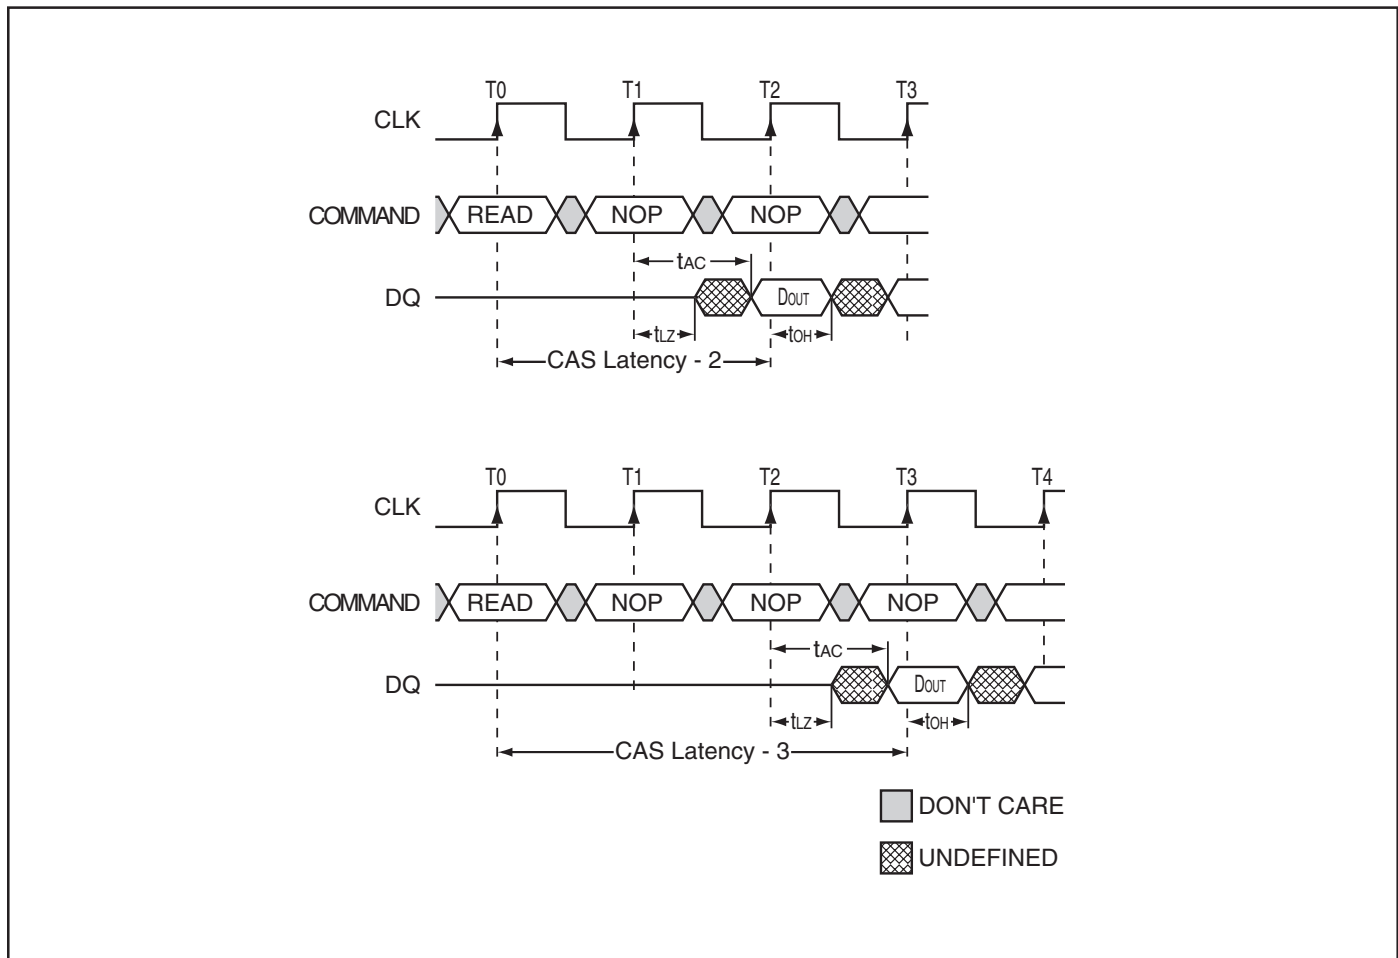 T0 T1 T2 T3
CLK
COMMAND READ NOP NOP
tAC
DQ DOUT
tLZ tOH
CAS Latency - 2
T0 T1 T2 T3 T4
CLK
COMMAND READ NOP NOP NOP
tAC
DQ DOUT
tLZ tOH
CAS Latency - 3
DON'T CARE
UNDEFINED